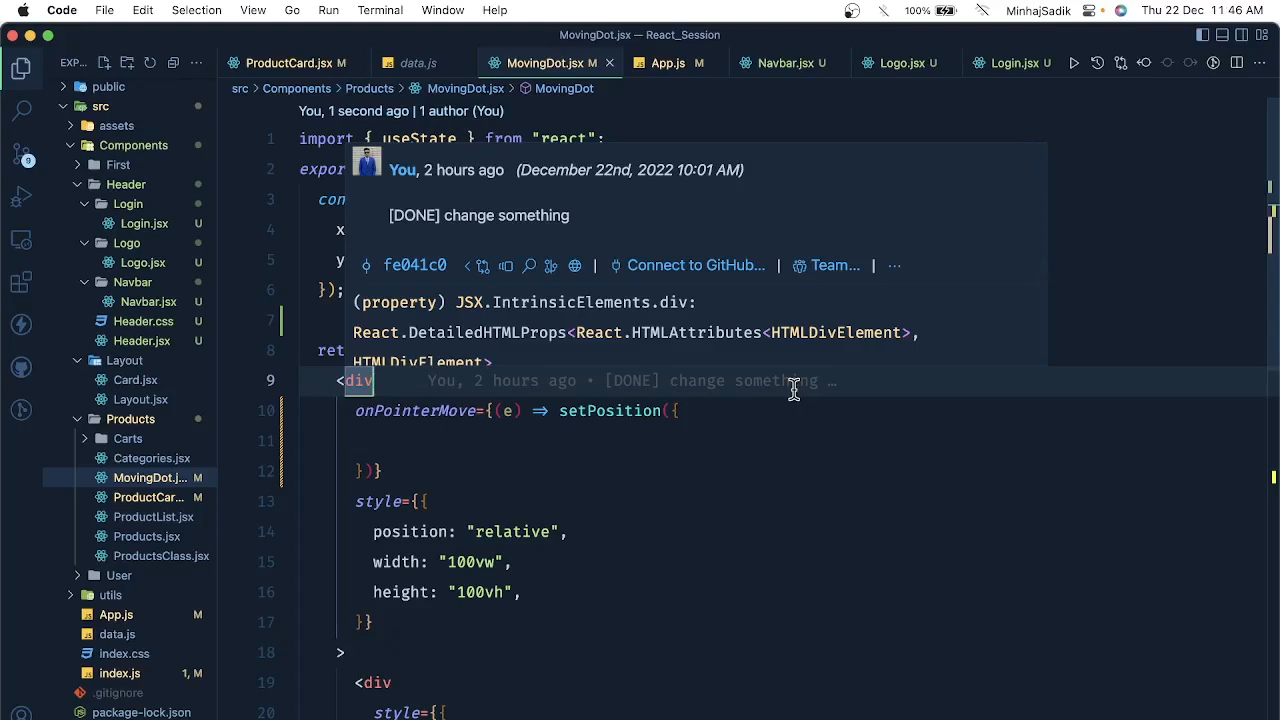 Code File Edit Selection View Go Run Terminal Window Help 100% MinhajSadik Thu 22 Dec 11:46 AM
MovingDot.jsx — React_Session
EXP... ProductCard.jsx M data.js MovingDot.jsx M App.js M Navbar.jsx U Logo.jsx U Login.jsx U
src > Components > Products > MovingDot.jsx > MovingDot
You, 1 second ago | 1 author (You)
public
src
assets
Components
First
Header
Login
Login.jsx U
Logo
Logo.jsx U
Navbar
Navbar.jsx U
Header.css U
Header.jsx U
Layout
Card.jsx
Layout.jsx
Products
Carts
Categories.jsx
MovingDot.j... M
ProductCar... M
ProductList.jsx
Products.jsx
ProductsClass.jsx
User
utils
App.js M
data.js
index.css
index.js 1, M
.gitignore
package-lock.json
9
1 import { useState } from "react";
2 expor
3 con
4 x
5 y
6 });
7
8 ret
9 <div You, 2 hours ago • [DONE] change something …
10 onPointerMove={(e) ⇒ setPosition({
11
12 })}
13 style={{
14 position: "relative",
15 width: "100vw",
16 height: "100vh",
17 }}
18 >
19 <div
20 style={{
You, 2 hours ago (December 22nd, 2022 10:01 AM)
[DONE] change something
fe041c0 | Connect to GitHub... | Team... | ...
(property) JSX.IntrinsicElements.div:
React.DetailedHTMLProps<React.HTMLAttributes<HTMLDivElement>,
HTMLDivElement>